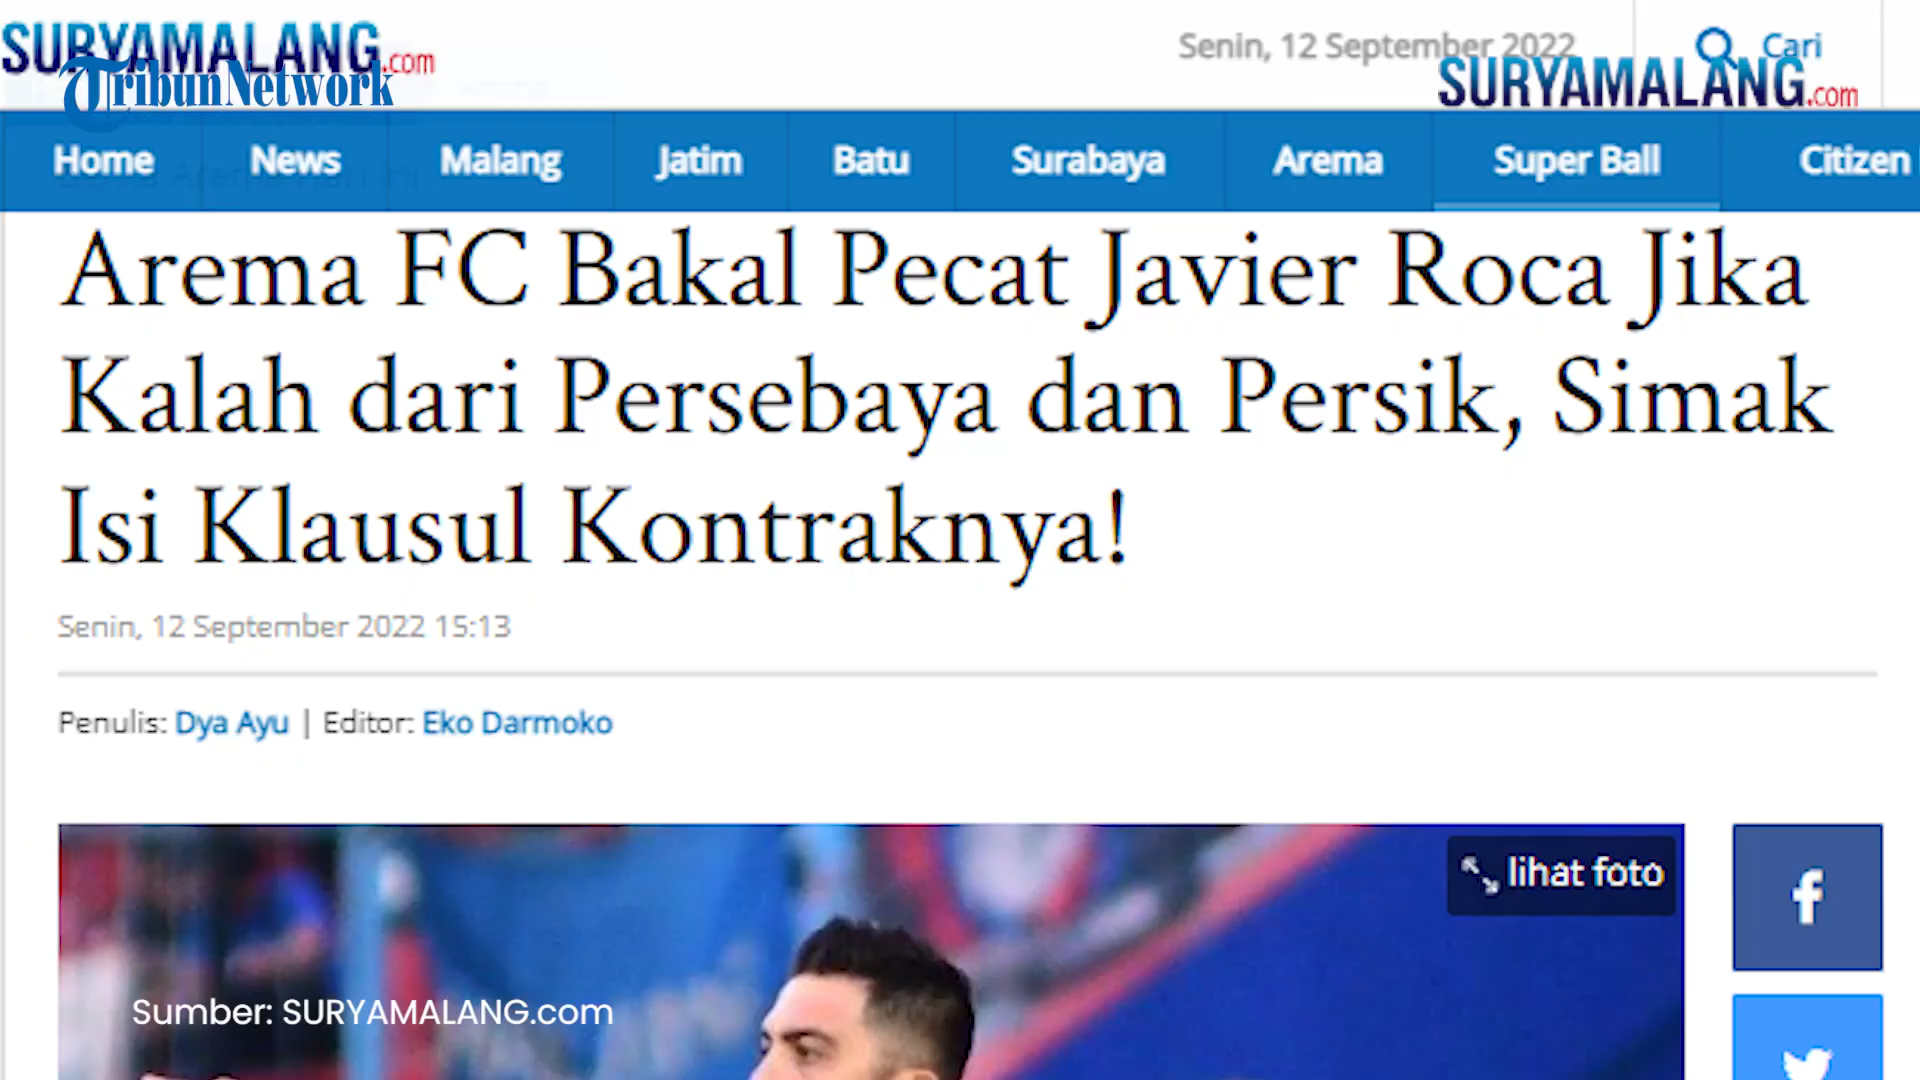 SURYAMALANG.com
TribunNetwork
Senin, 12 September 2022
Cari
SURYAMALANG.com
Home News Malang Jatim Batu Surabaya Arema Super Ball Citizen
Arema FC Bakal Pecat Javier Roca Jika
Kalah dari Persebaya dan Persik, Simak
Isi Klausul Kontraknya!
Senin, 12 September 2022 15:13
Penulis: Dya Ayu | Editor: Eko Darmoko
lihat foto
Sumber: SURYAMALANG.com